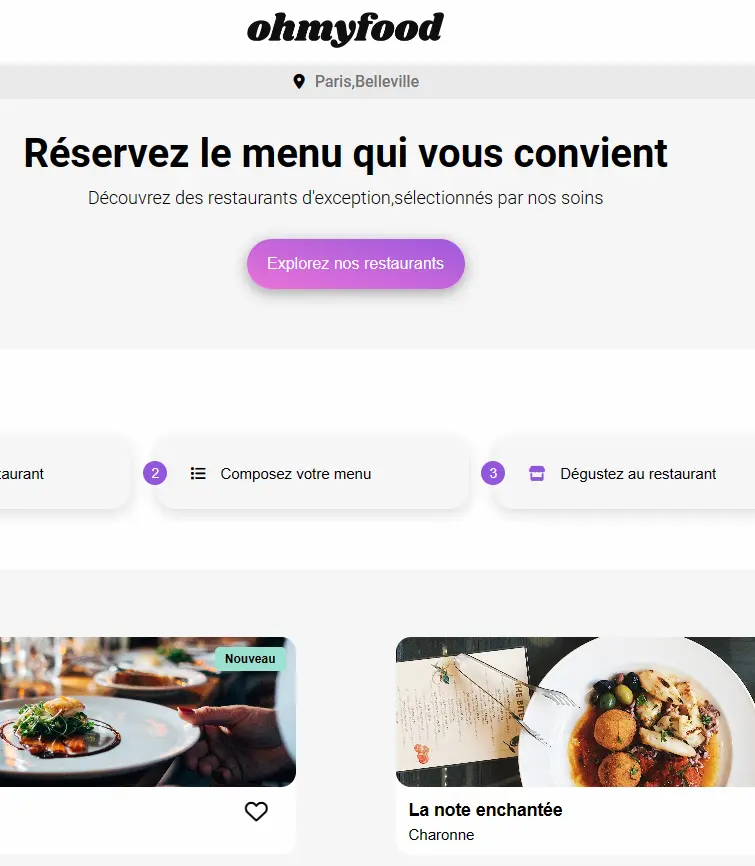 ohmyfood
Paris,Belleville
Réservez le menu qui vous convient
Découvrez des restaurants d'exception,sélectionnés par nos soins
Explorez nos restaurants
taurant
2
Composez votre menu
3
Dégustez au restaurant
Nouveau
La note enchantée
Charonne